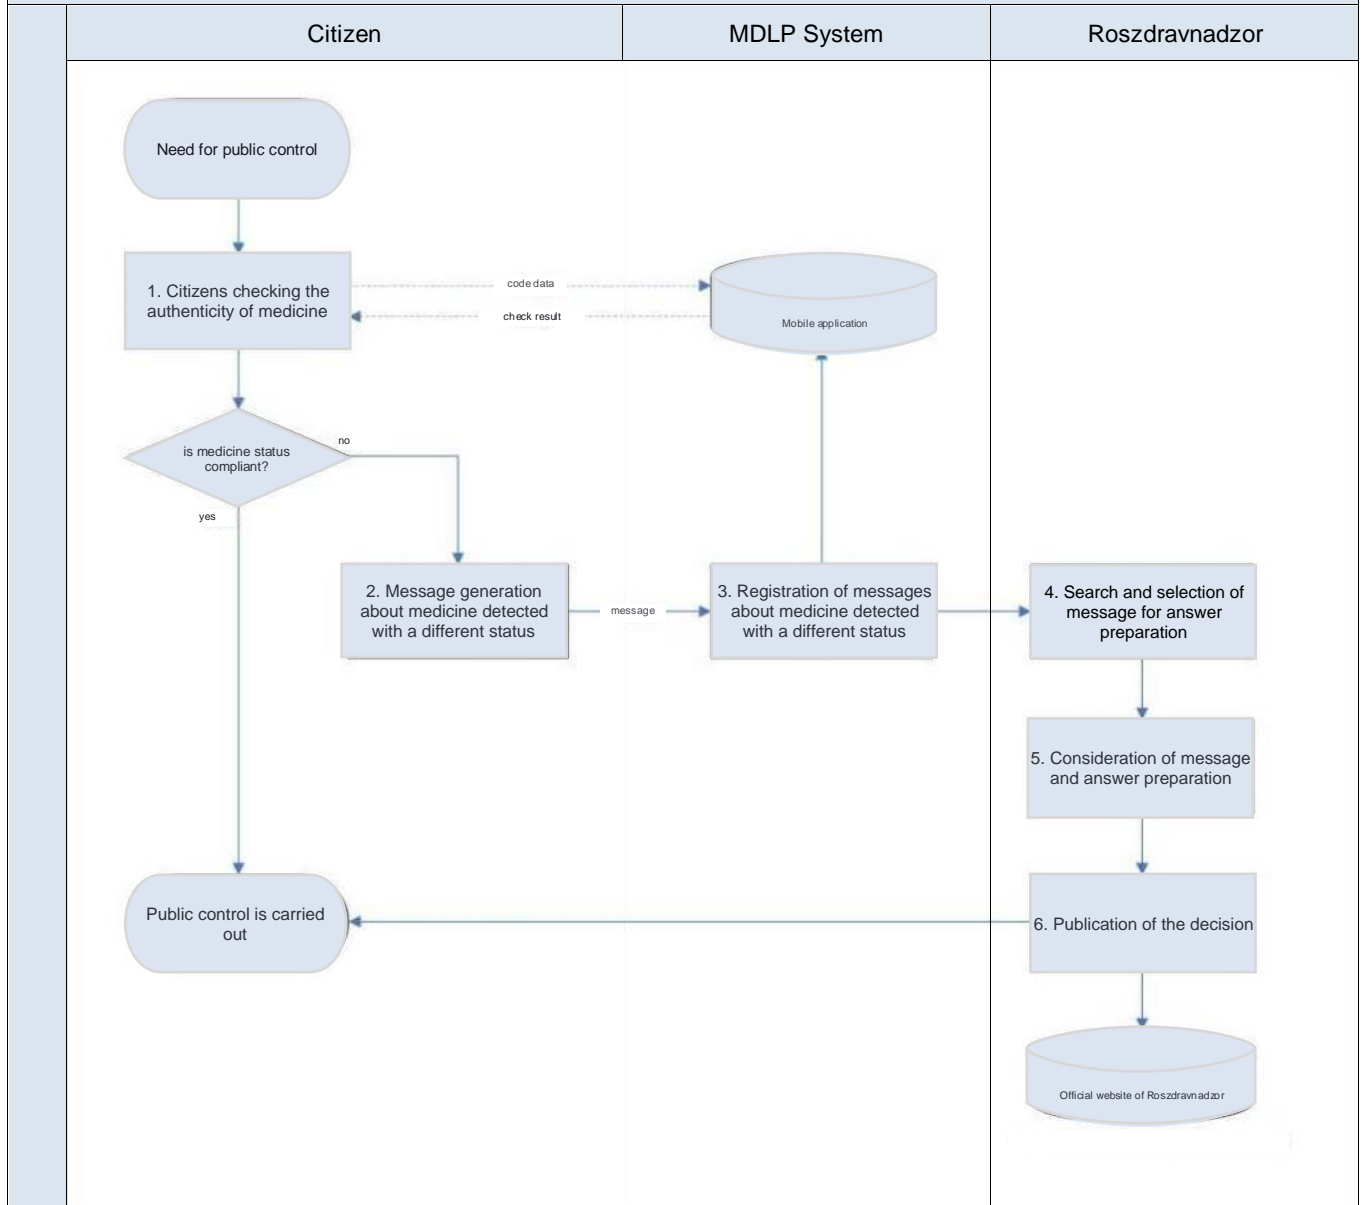 Citizen
MDLP System
Roszdravnadzor
Need for public control
1. Citizens checking the
authenticity of medicine
code data
check result
Mobile application
is medicine status
compliant?
no
yes
2. Message generation
about medicine detected
with a different status
message
3. Registration of messages
about medicine detected
with a different status
4. Search and selection of
message for answer
preparation
5. Consideration of message
and answer preparation
Public control is carried
out
6. Publication of the decision
Official website of Roszdravnadzor